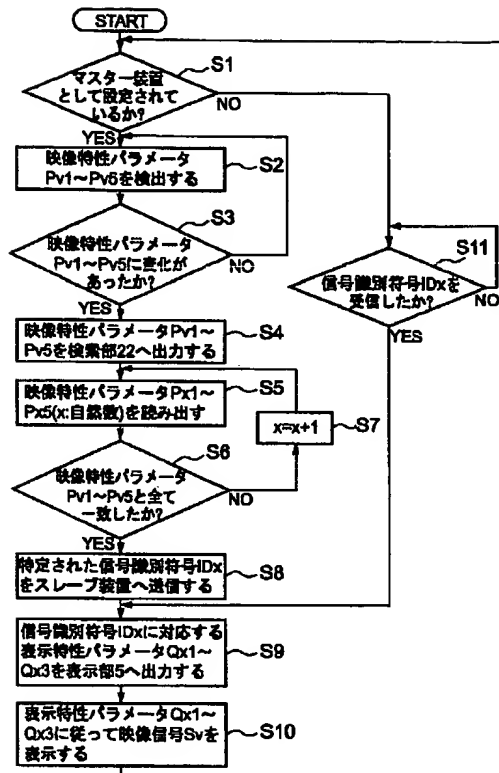 START
S1
マスター装置
として設定されて
いるか?
NO
YES
映像特性パラメータ
Pv1〜Pv5を検出する
S2
S3
映像特性パラメータ
Pv1〜Pv5に変化が
あったか?
NO
YES
S11
信号識別符号IDxを
受信したか?
NO
YES
映像特性パラメータPv1〜
Pv5を検索部22へ出力する
S4
映像特性パラメータPx1〜
Px5(x:自然数)を読み出す
S5
x=x+1
S7
S6
映像特性パラメータ
Pv1〜Pv5と全て
一致したか?
NO
YES
特定された信号識別符号IDx
をスレーブ装置へ送信する
S8
信号識別符号IDxに対応する
表示特性パラメータQx1〜
Qx3を表示部5へ出力する
S9
表示特性パラメータQx1〜
Qx3に従って映像信号Svを
表示する
S10